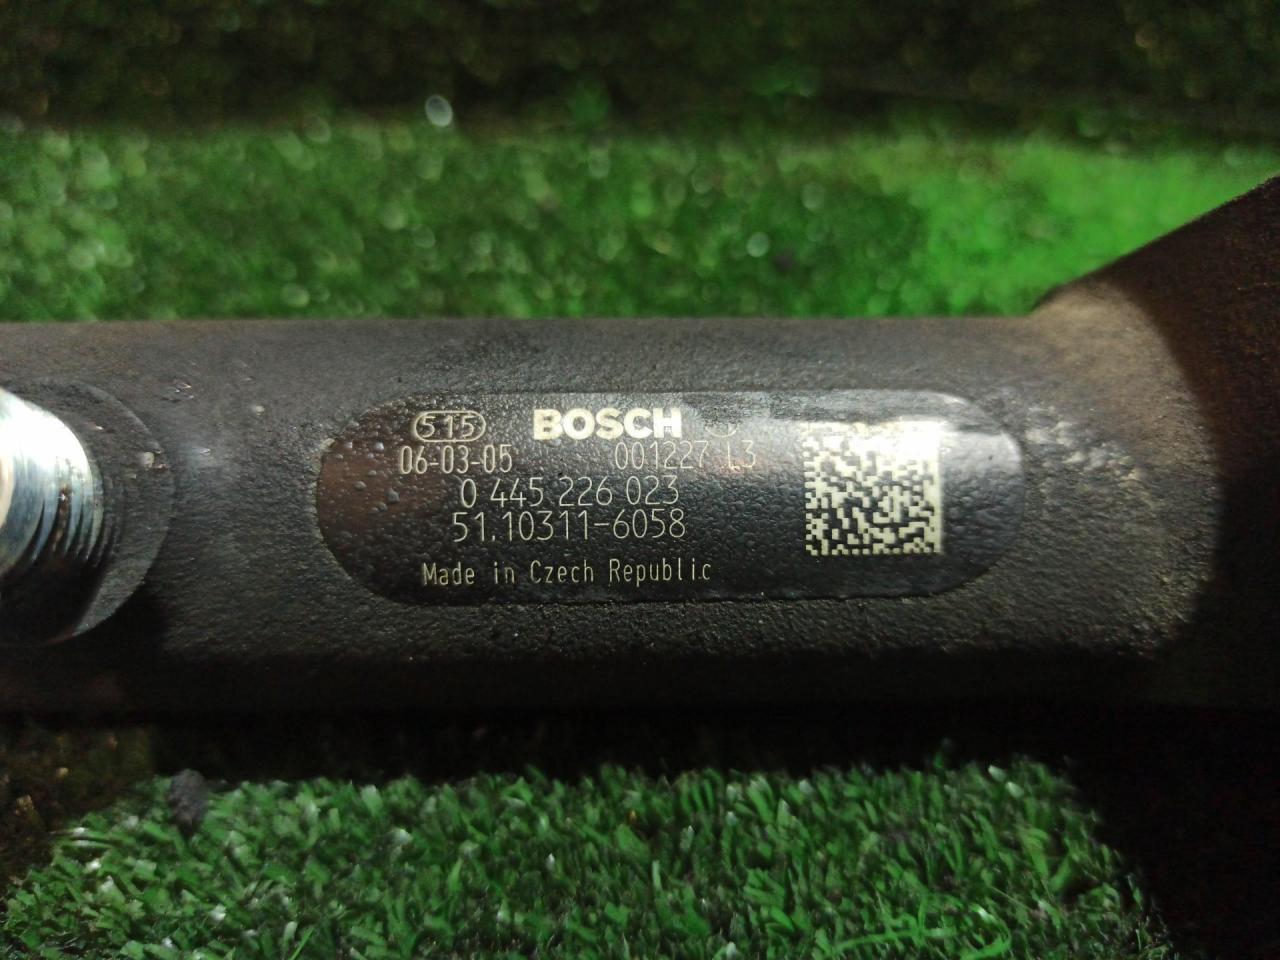 515 BOSCH
06-03-05 001227 L3
0 445 226 023
51.10311-6058
Made in Czech Republic